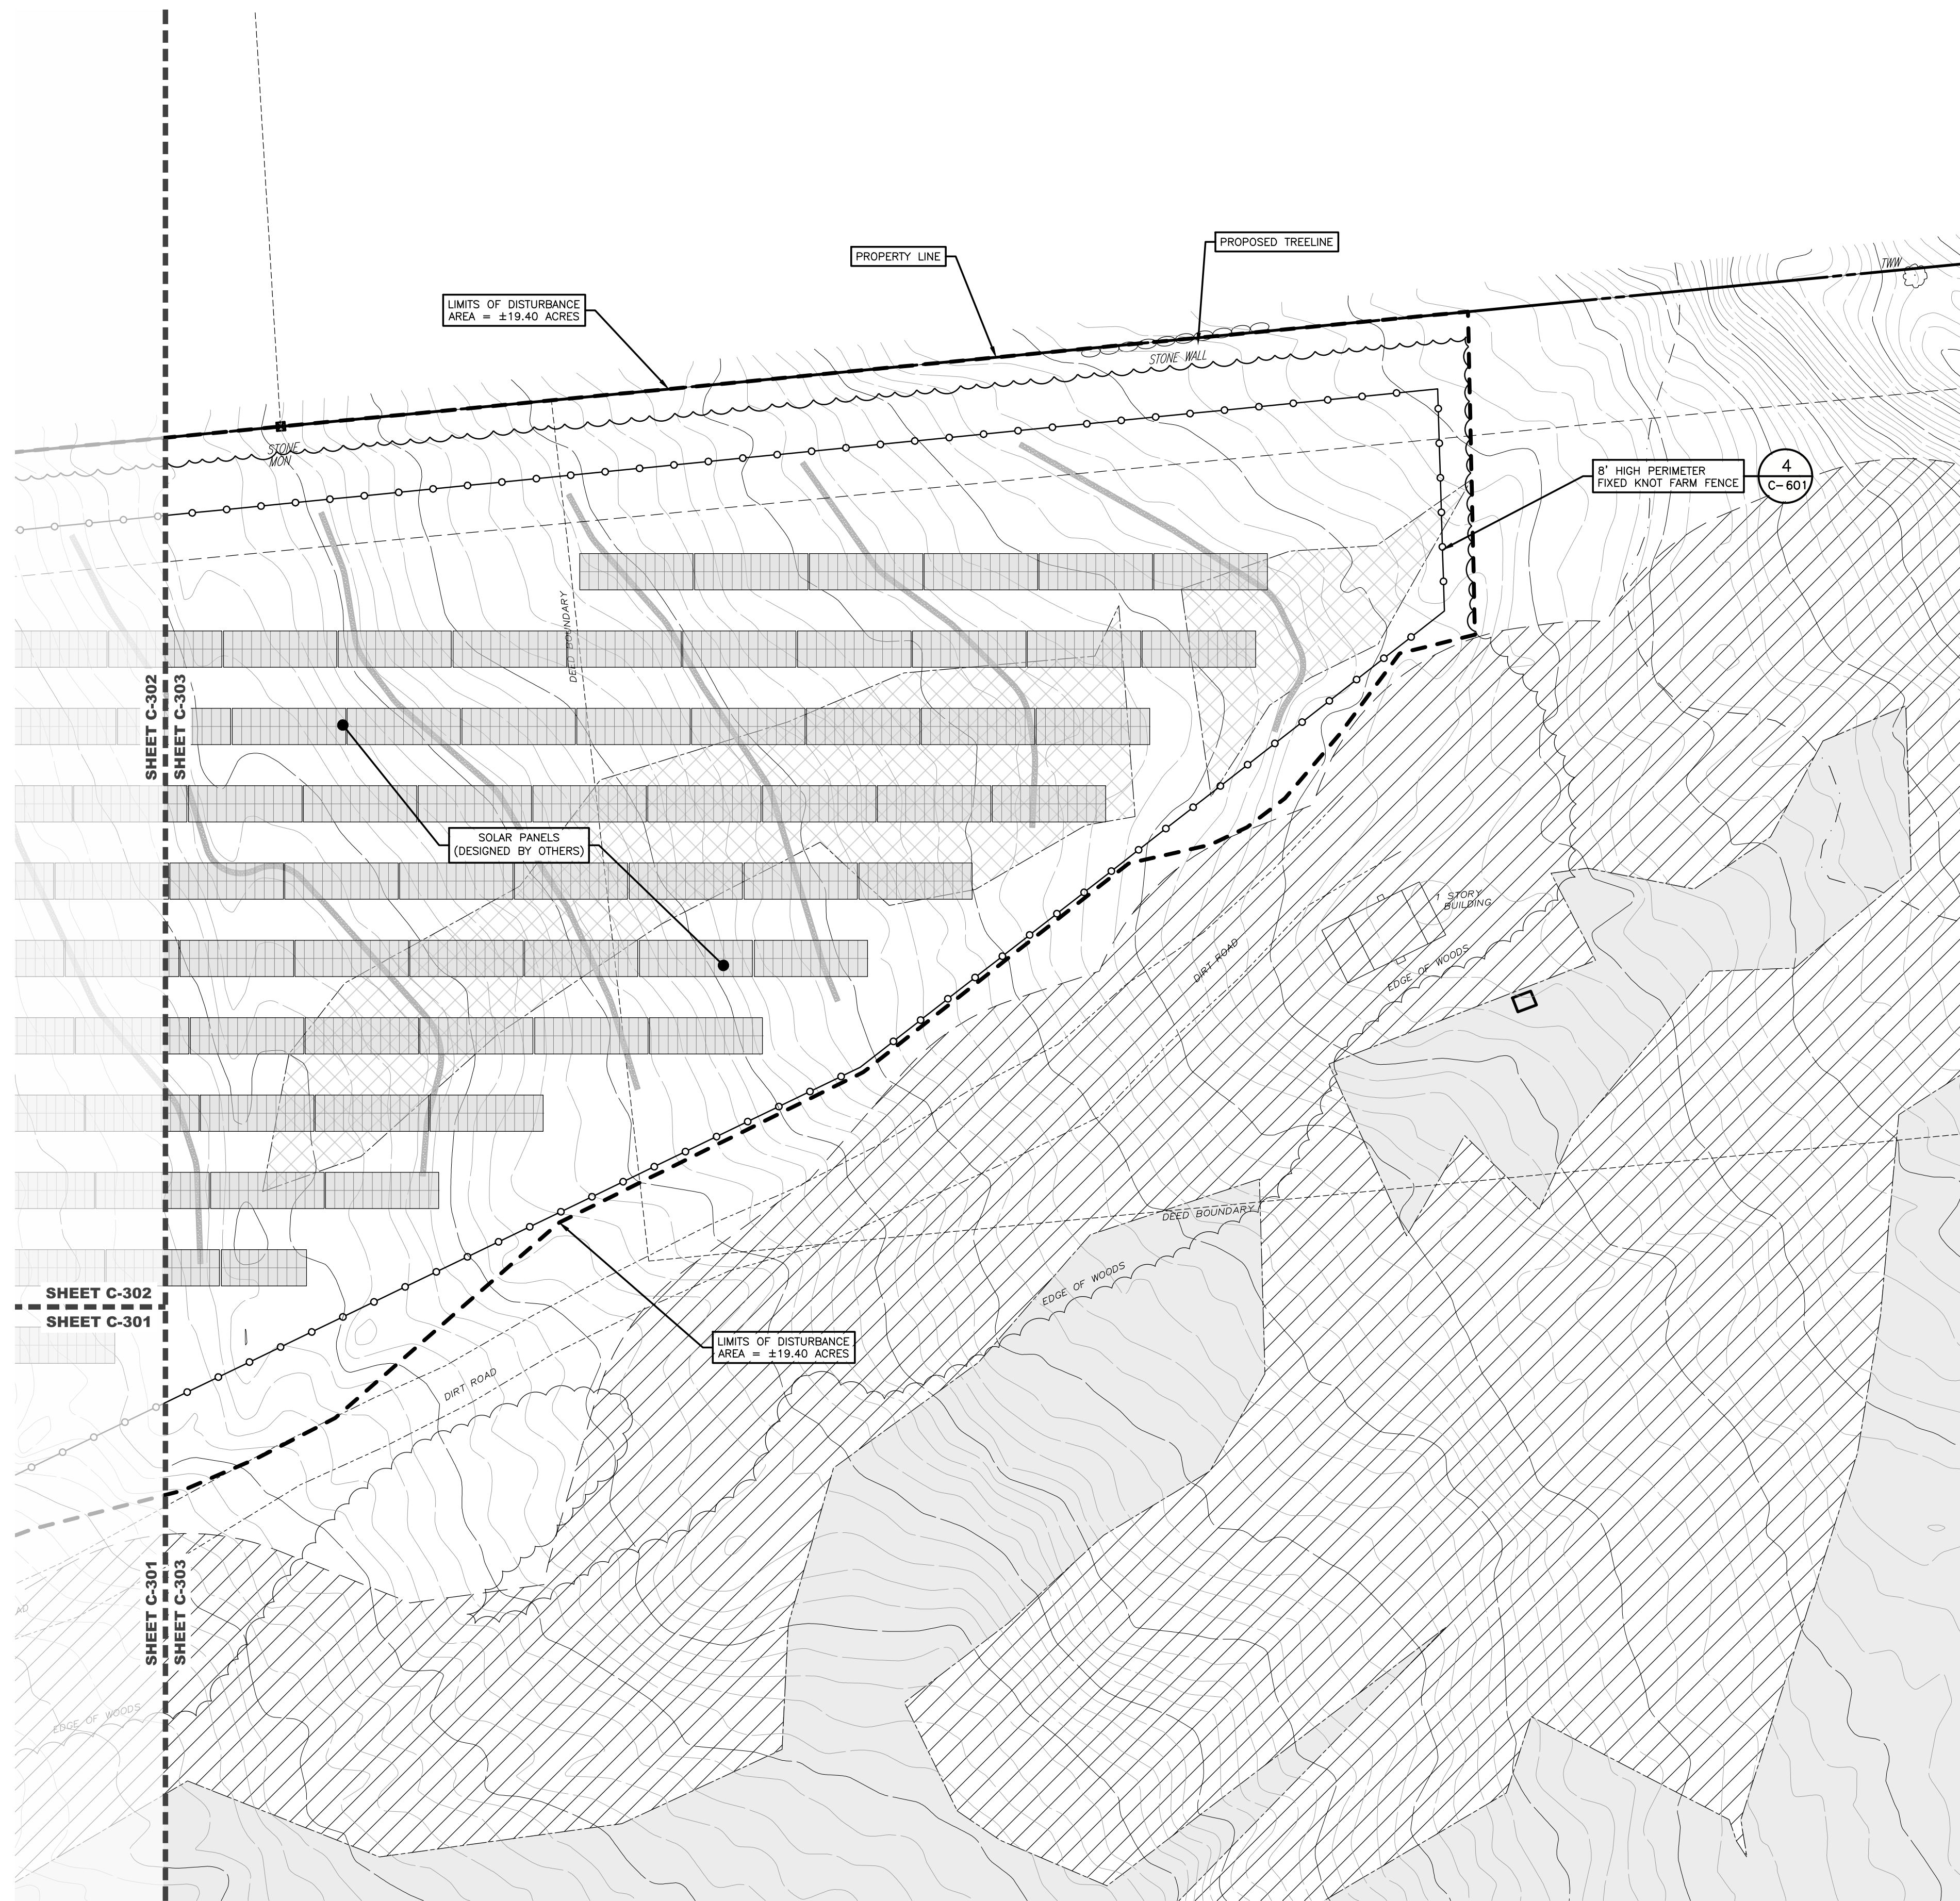 PROPOSED TREELINE
PROPERTY LINE
TWW
LIMITS OF DISTURBANCE
AREA = ±19.40 ACRES
STONE WALL
STONE
MON
8' HIGH PERIMETER
FIXED KNOT FARM FENCE
4
C-601
DEED BOUNDARY
SHEET C-302
SHEET C-303
SOLAR PANELS
(DESIGNED BY OTHERS)
1 STORY
BUILDING
DIRT ROAD
EDGE OF WOODS
DEED BOUNDARY
EDGE OF WOODS
SHEET C-302
SHEET C-301
LIMITS OF DISTURBANCE
AREA = ±19.40 ACRES
DIRT ROAD
SHEET C-301
SHEET C-303
AD
EDGE OF WOODS